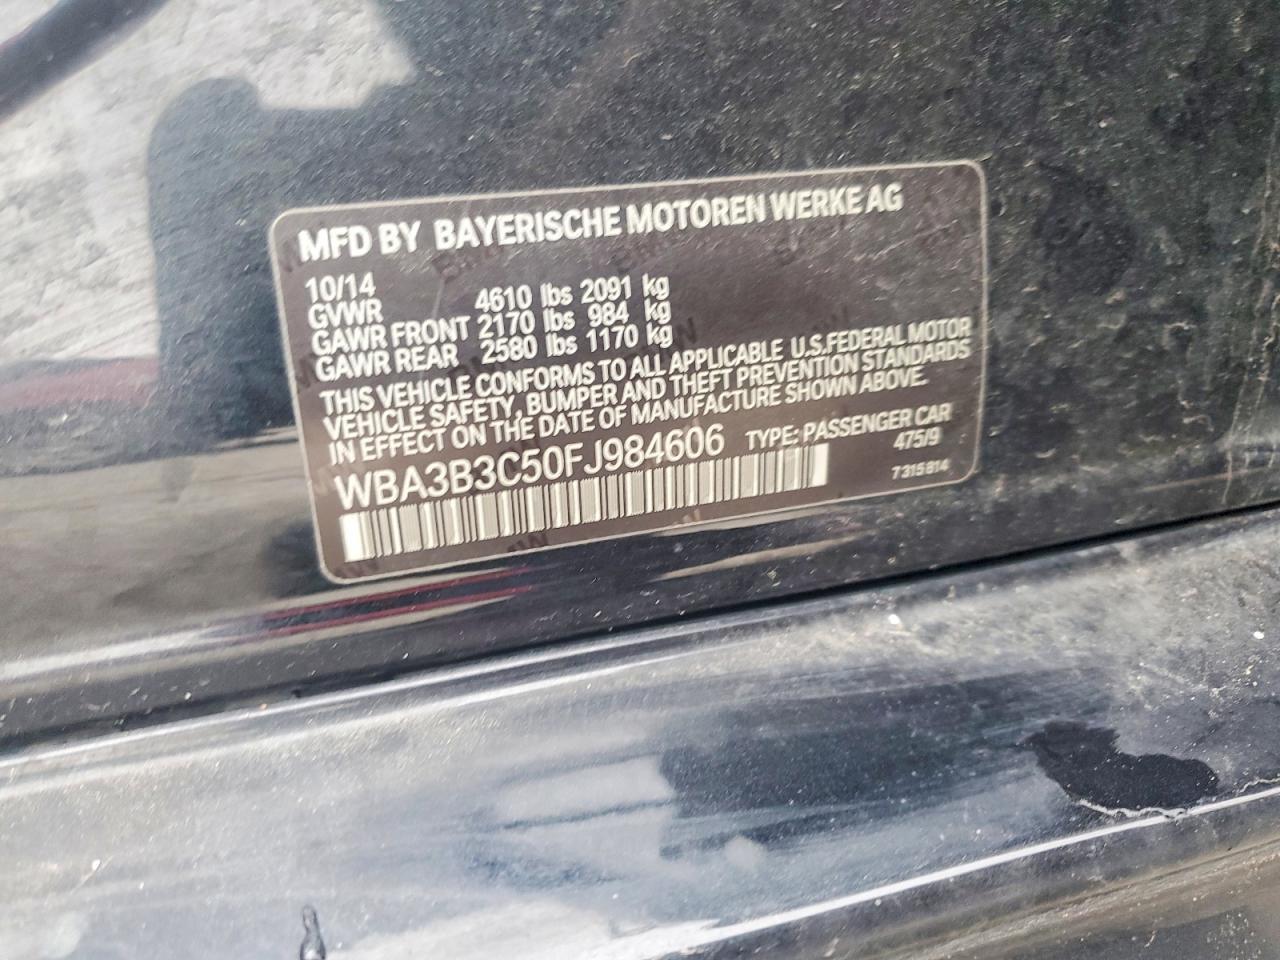 MFD BY BAYERISCHE MOTOREN WERKE AG
10/14
GVWR 4610 lbs 2091 kg
GAWR FRONT 2170 lbs 984 kg
GAWR REAR 2580 lbs 1170 kg
THIS VEHICLE CONFORMS TO ALL APPLICABLE U.S.FEDERAL MOTOR
VEHICLE SAFETY, BUMPER AND THEFT PREVENTION STANDARDS
IN EFFECT ON THE DATE OF MANUFACTURE SHOWN ABOVE.
WBA3B3C50FJ984606 TYPE: PASSENGER CAR
475/9
7315814